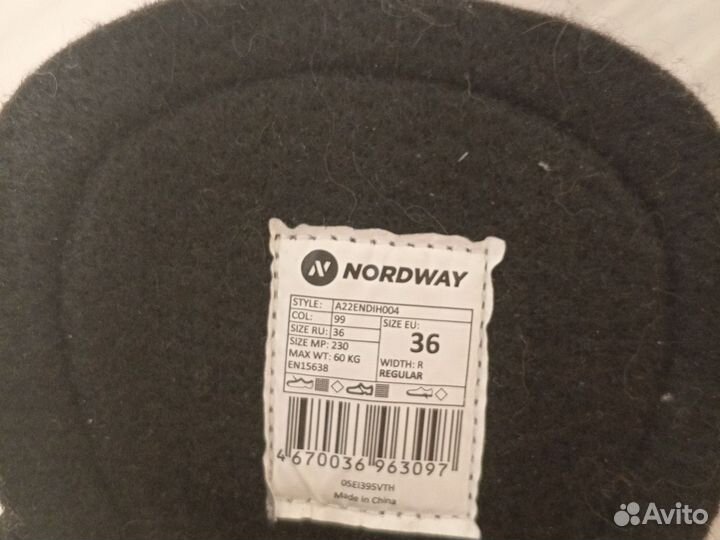 NORDWAY
STYLE: A22ENDIH004
COL: 99
SIZE RU: 36
SIZE MP: 230
MAX WT: 60 KG
EN15638
SIZE EU:
36
WIDTH: R
REGULAR
4 670036 963097
05EI395VTH
Made in China
Avito